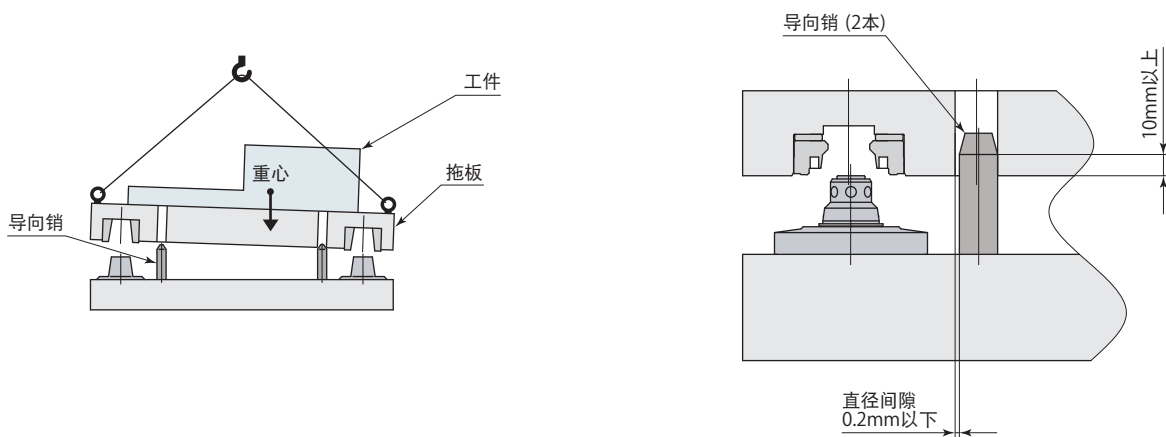 工件
重心
拖板
导向销
导向销 (2本)
10mm以上
直径间隙
0.2mm以下